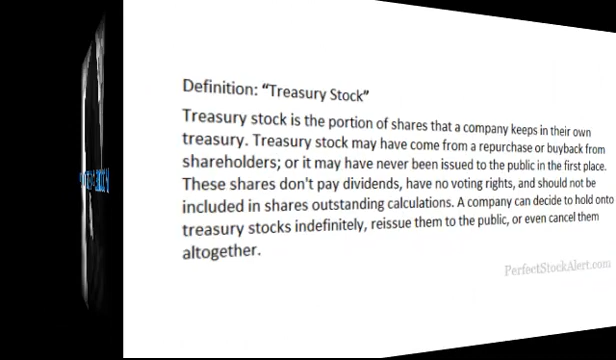 Definition: “Treasury Stock”
Treasury stock is the portion of shares that a company keeps in their own
treasury. Treasury stock may have come from a repurchase or buyback from
shareholders; or it may have never been issued to the public in the first place.
These shares don't pay dividends, have no voting rights, and should not be
included in shares outstanding calculations. A company can decide to hold onto
treasury stocks indefinitely, reissue them to the public, or even cancel them
altogether.
PerfectStockAlert.com